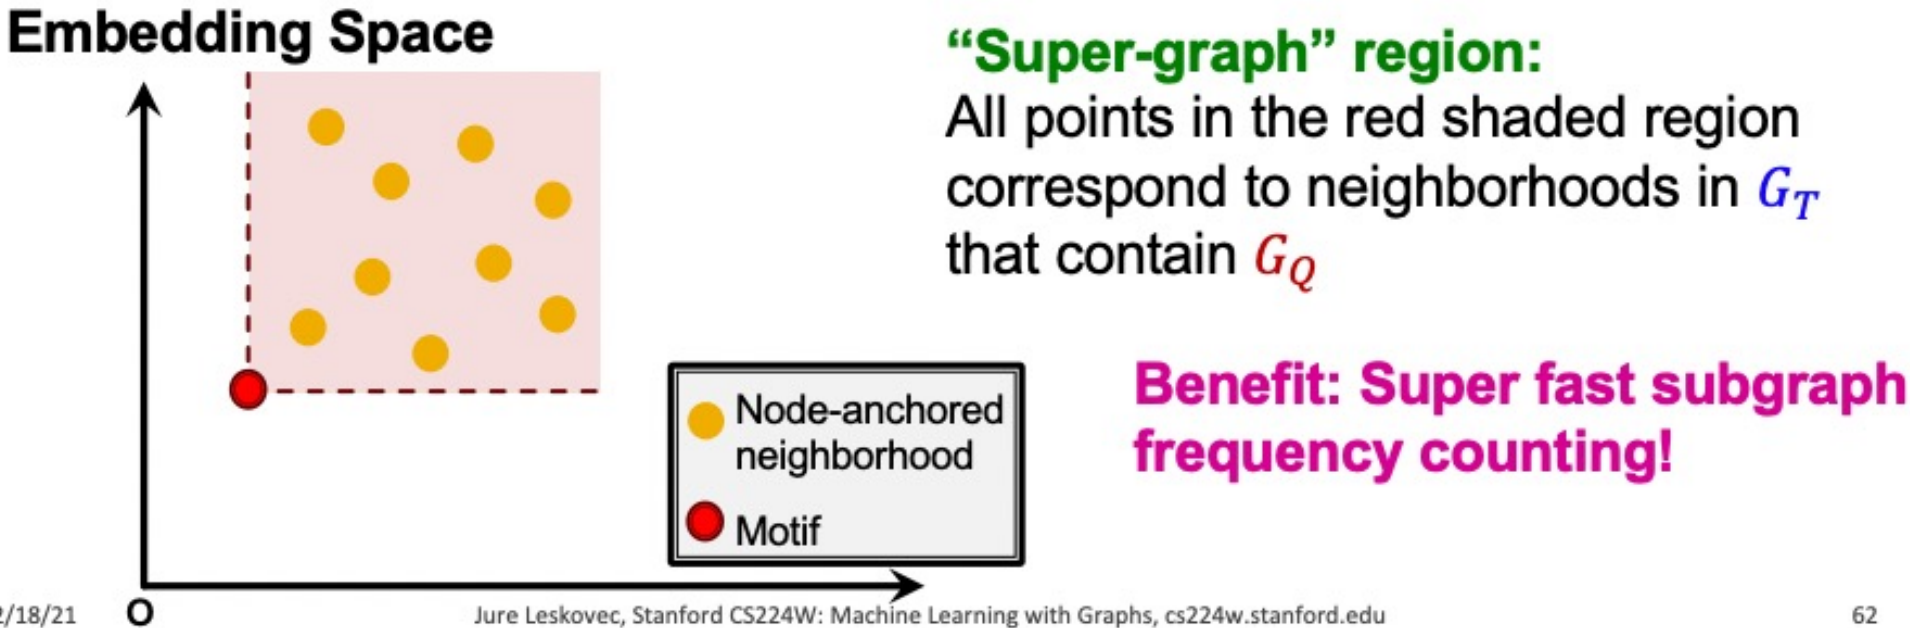 Embedding Space
“Super-graph” region:
All points in the red shaded region
correspond to neighborhoods in G_T
that contain G_Q
Node-anchored
neighborhood
Motif
Benefit: Super fast subgraph
frequency counting!
2/18/21
O
Jure Leskovec, Stanford CS224W: Machine Learning with Graphs, cs224w.stanford.edu
62